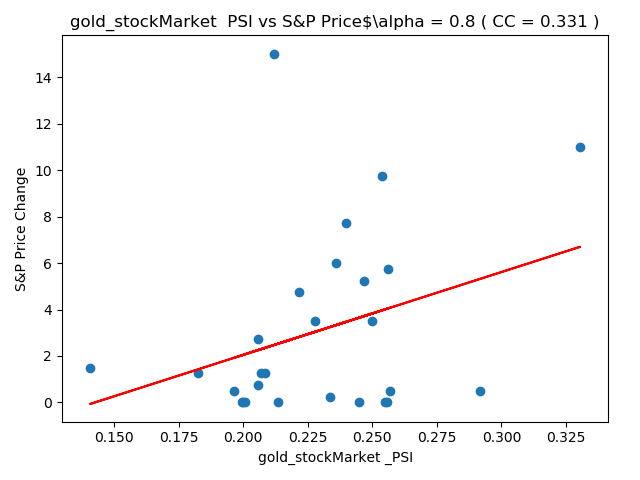 gold_stockMarket  PSI vs S&P Price$\alpha = 0.8 ( CC = 0.331 )
14
12
10
8
6
4
2
0
S&P Price Change
0.150 0.175 0.200 0.225 0.250 0.275 0.300 0.325
gold_stockMarket _PSI